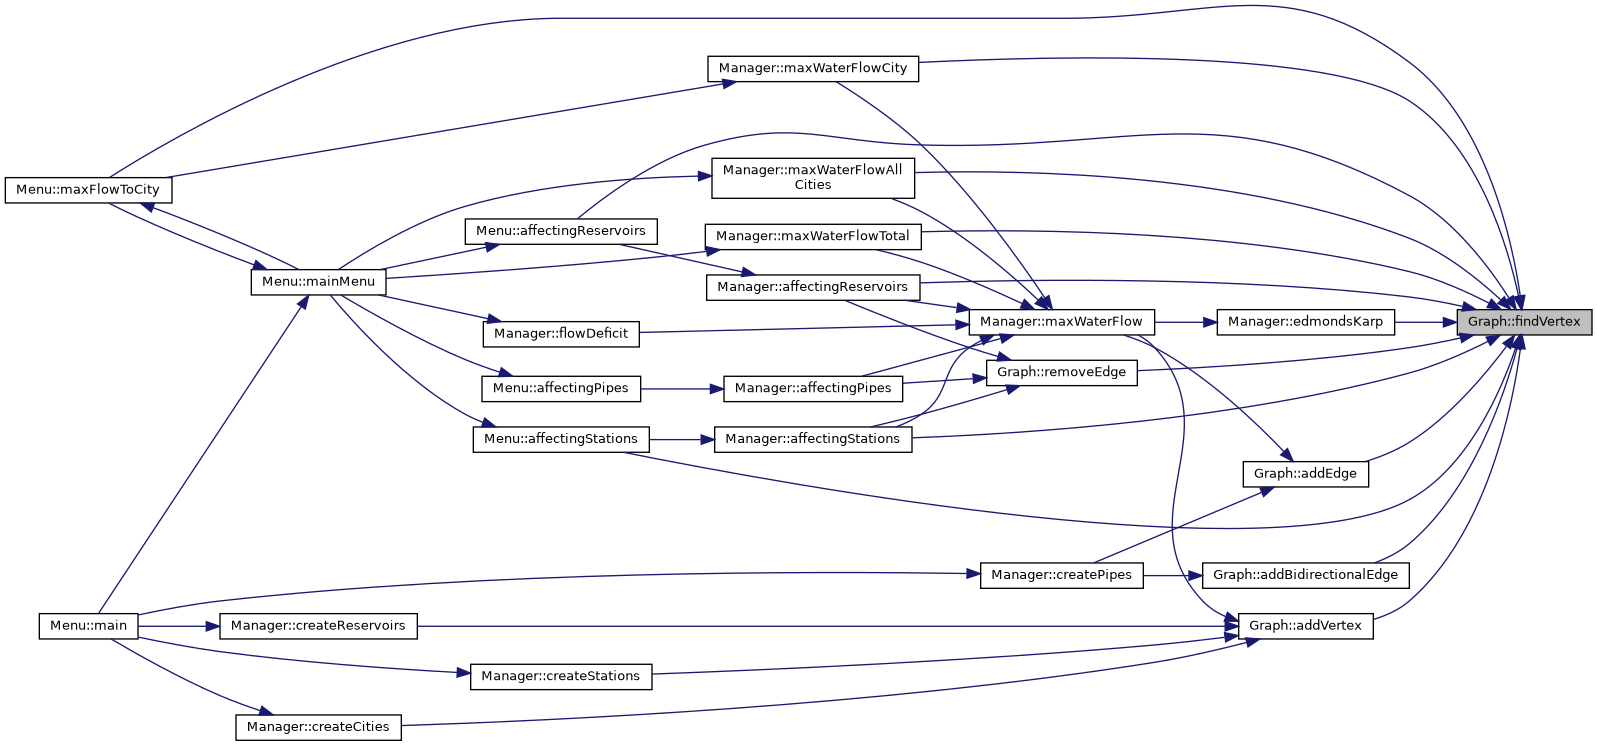 Manager::maxWaterFlowCity
Menu::maxFlowToCity
Manager::maxWaterFlowAll
Cities
Menu::affectingReservoirs
Manager::maxWaterFlowTotal
Menu::mainMenu
Manager::affectingReservoirs
Manager::flowDeficit
Manager::maxWaterFlow
Manager::edmondsKarp
Graph::findVertex
Menu::affectingPipes
Manager::affectingPipes
Graph::removeEdge
Menu::affectingStations
Manager::affectingStations
Graph::addEdge
Manager::createPipes
Graph::addBidirectionalEdge
Menu::main
Manager::createReservoirs
Graph::addVertex
Manager::createStations
Manager::createCities